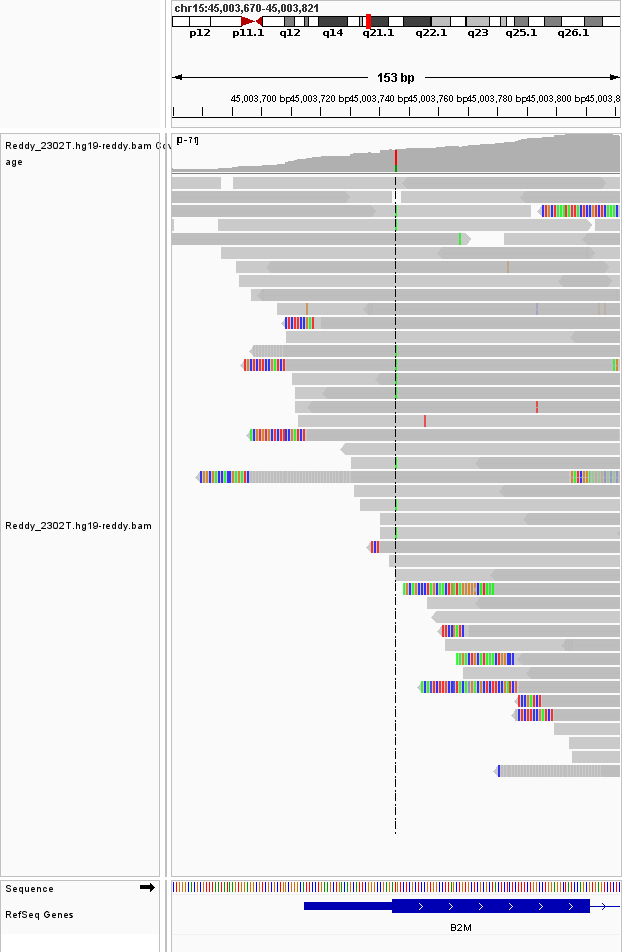 chr15:45,003,670-45,003,821
p12 p11.1 q12 q14 q21.1 q22.1 q23 q25.1 q26.1
153 bp
45,003,700 bp 45,003,720 bp 45,003,740 bp 45,003,760 bp 45,003,780 bp 45,003,800 bp 45,003,8
Reddy_2302T.hg19-reddy.bam Cov
age
[0-71]
Reddy_2302T.hg19-reddy.bam
Sequence
RefSeq Genes
B2M